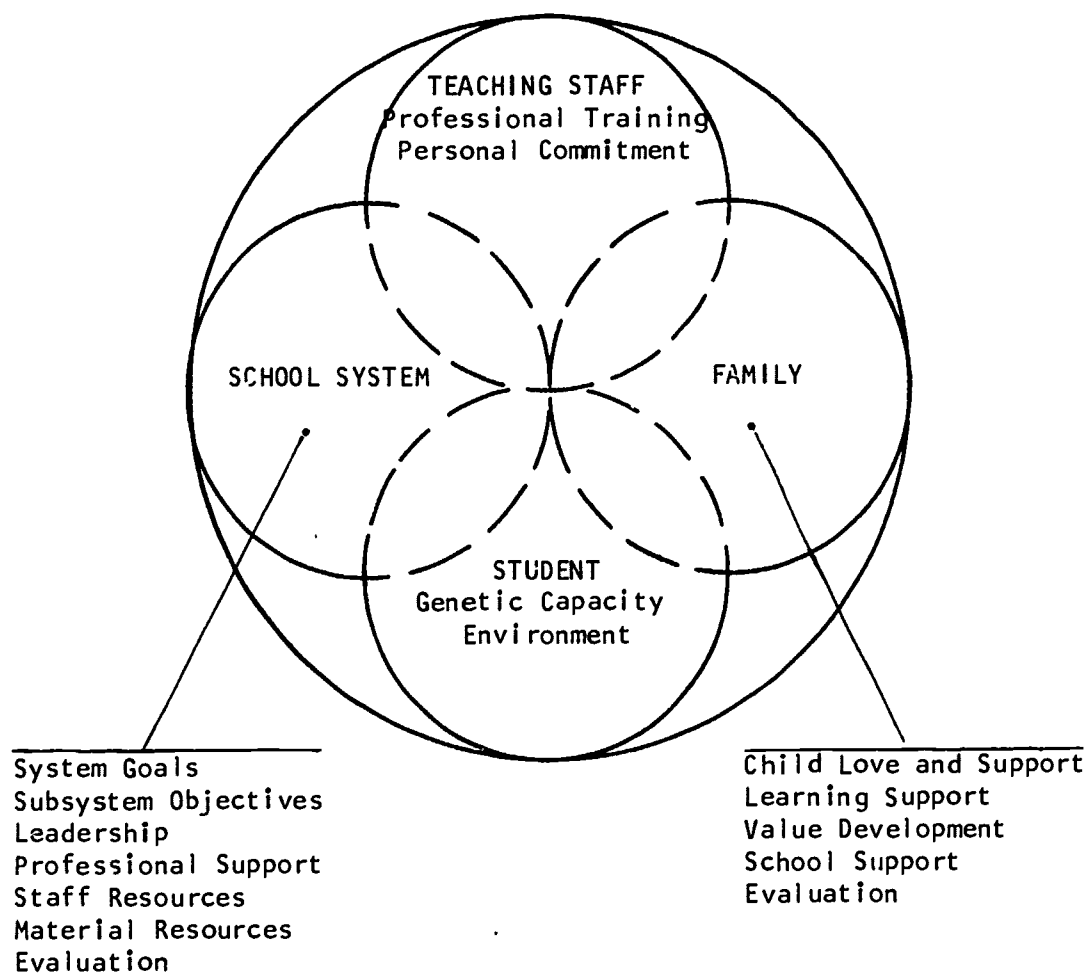 TEACHING STAFF
Professional Training
Personal Commitment
SCHOOL SYSTEM
FAMILY
STUDENT
Genetic Capacity
Environment
System Goals
Subsystem Objectives
Leadership
Professional Support
Staff Resources
Material Resources
Evaluation
Child Love and Support
Learning Support
Value Development
School Support
Evaluation